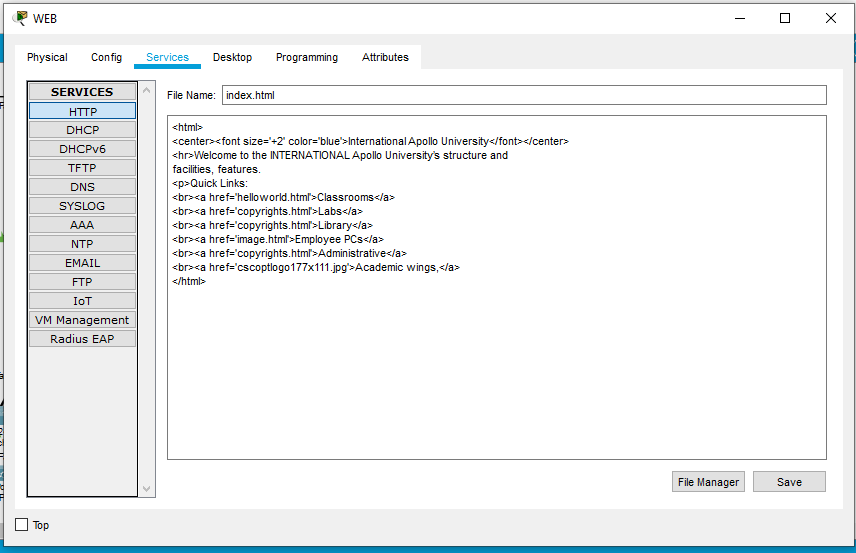 WEB
Physical Config Services Desktop Programming Attributes
SERVICES
HTTP
DHCP
DHCPv6
TFTP
DNS
SYSLOG
AAA
NTP
EMAIL
FTP
IoT
VM Management
Radius EAP
File Name: index.html
<html>
<center><font size='+2' color='blue'>International Apollo University</font></center>
<hr>Welcome to the INTERNATIONAL Apollo University's structure and
facilities, features.
<p>Quick Links:
<br><a href='helloworld.html'>Classrooms</a>
<br><a href='copyrights.html'>Labs</a>
<br><a href='copyrights.html'>Library</a>
<br><a href='image.html'>Employee PCs</a>
<br><a href='copyrights.html'>Administrative</a>
<br><a href='cscoptlogo177x111.jpg'>Academic wings,</a>
</html>
File Manager Save
Top